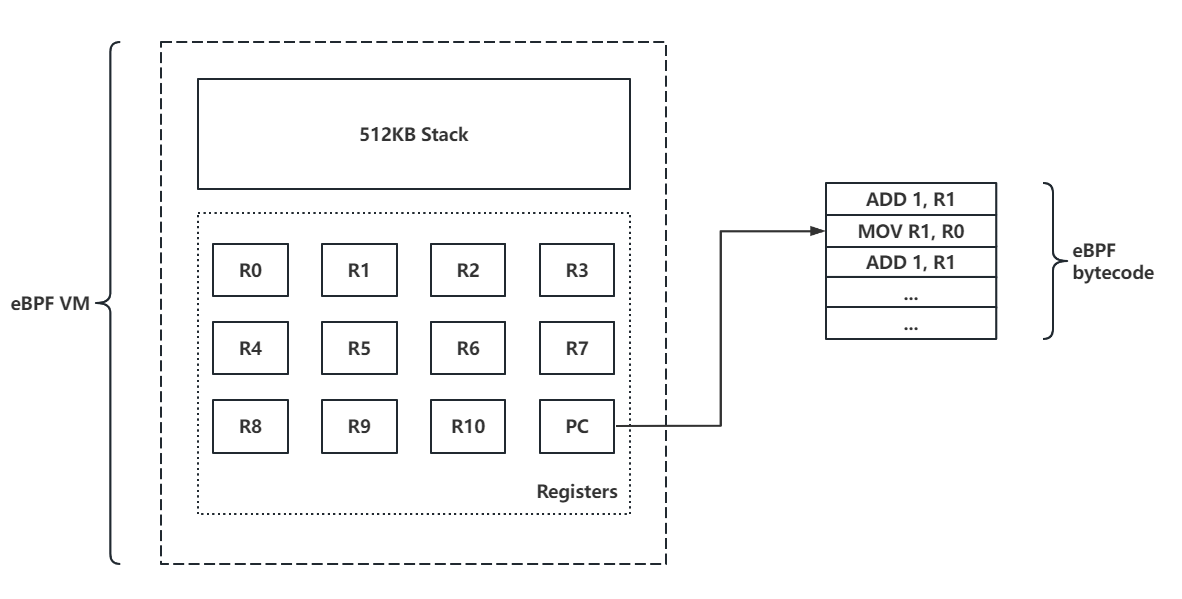 512KB Stack
R0
R1
R2
R3
R4
R5
R6
R7
R8
R9
R10
PC
Registers
eBPF VM
ADD 1, R1
MOV R1, R0
ADD 1, R1
...
...
eBPF
bytecode